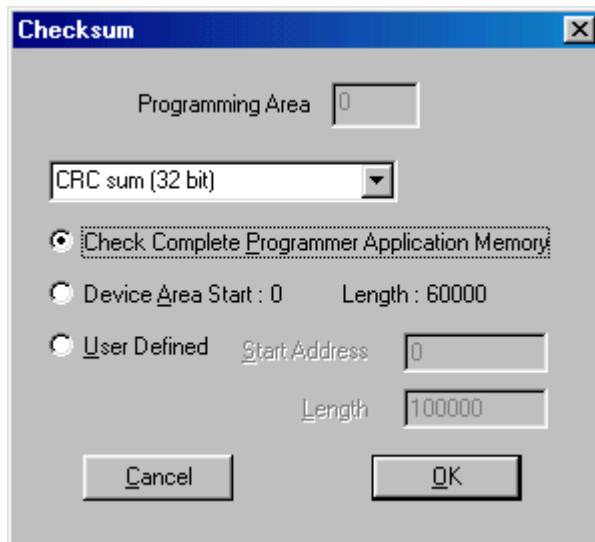 Checksum
Programming Area 0
CRC sum (32 bit)
Check Complete Programmer Application Memory
Device Area Start : 0 Length : 60000
User Defined Start Address 0
Length 100000
Cancel OK